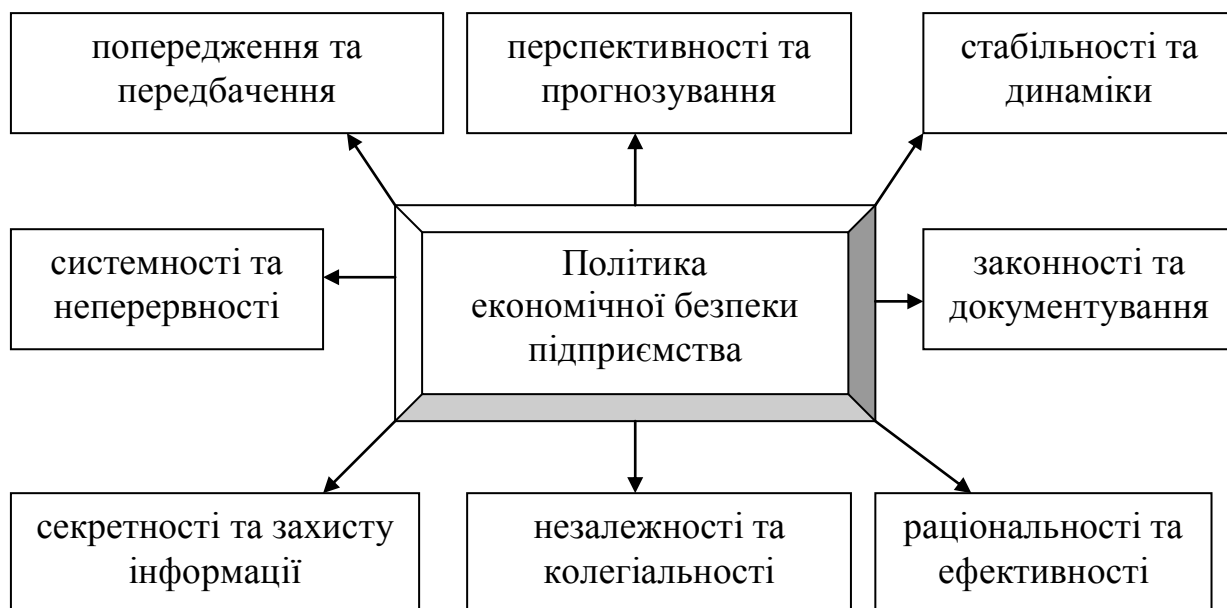 попередження та
передбачення
перспективності та
прогнозування
стабільності та
динаміки
системності та
неперервності
Політика
економічної безпеки
підприємства
законності та
документування
секретності та захисту
інформації
незалежності та
колегіальності
раціональності та
ефективності